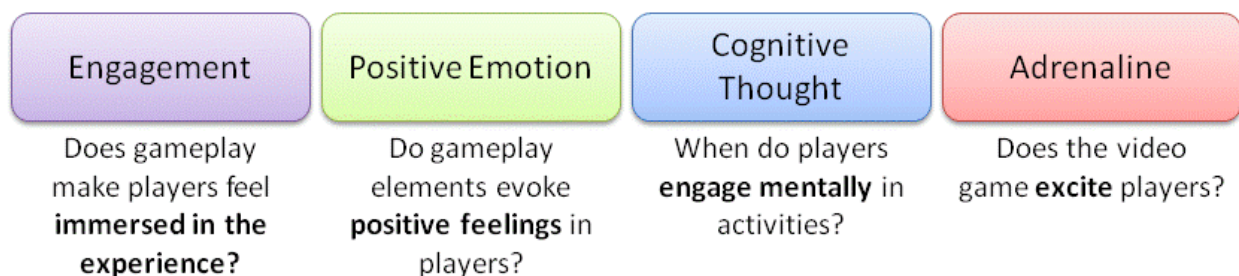 Engagement
Does gameplay
make players feel
immersed in the
experience?
Positive Emotion
Do gameplay
elements evoke
positive feelings in
players?
Cognitive
Thought
When do players
engage mentally in
activities?
Adrenaline
Does the video
game excite players?